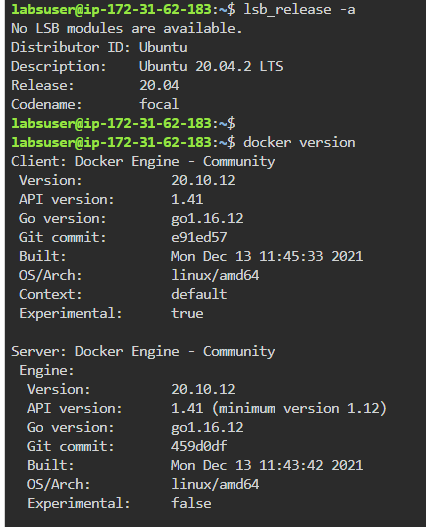 labsuser@ip-172-31-62-183:~$ lsb_release -a
No LSB modules are available.
Distributor ID: Ubuntu
Description:    Ubuntu 20.04.2 LTS
Release:        20.04
Codename:       focal
labsuser@ip-172-31-62-183:~$
labsuser@ip-172-31-62-183:~$ docker version
Client: Docker Engine - Community
 Version:           20.10.12
 API version:       1.41
 Go version:        go1.16.12
 Git commit:        e91ed57
 Built:             Mon Dec 13 11:45:33 2021
 OS/Arch:           linux/amd64
 Context:           default
 Experimental:      true

Server: Docker Engine - Community
 Engine:
  Version:          20.10.12
  API version:      1.41 (minimum version 1.12)
  Go version:       go1.16.12
  Git commit:       459d0df
  Built:            Mon Dec 13 11:43:42 2021
  OS/Arch:          linux/amd64
  Experimental:     false